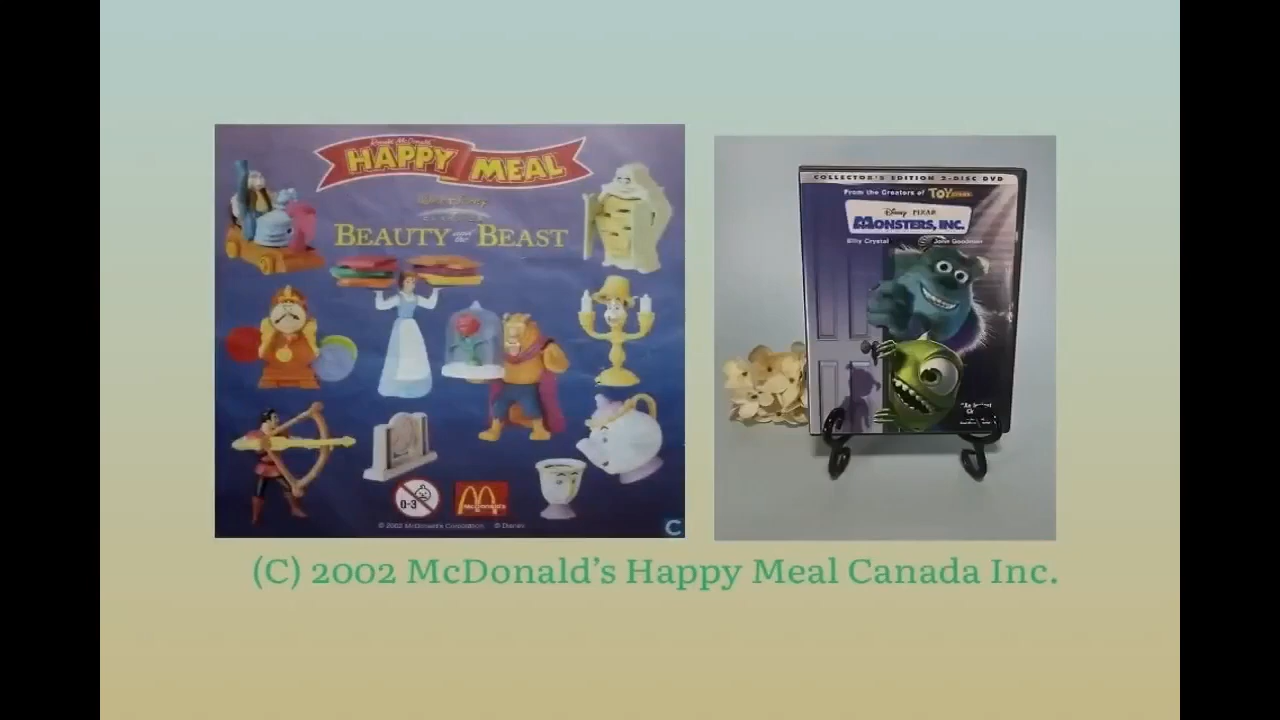 HAPPY MEAL
BEAUTY and the BEAST
0-3
McDonald's
© 2002 McDonald's Corporation © Disney
C
COLLECTOR'S EDITION 2-DISC DVD
From the Creators of TOY STORY
Disney PIXAR
MONSTERS, INC.
Billy Crystal John Goodman
(C) 2002 McDonald’s Happy Meal Canada Inc.